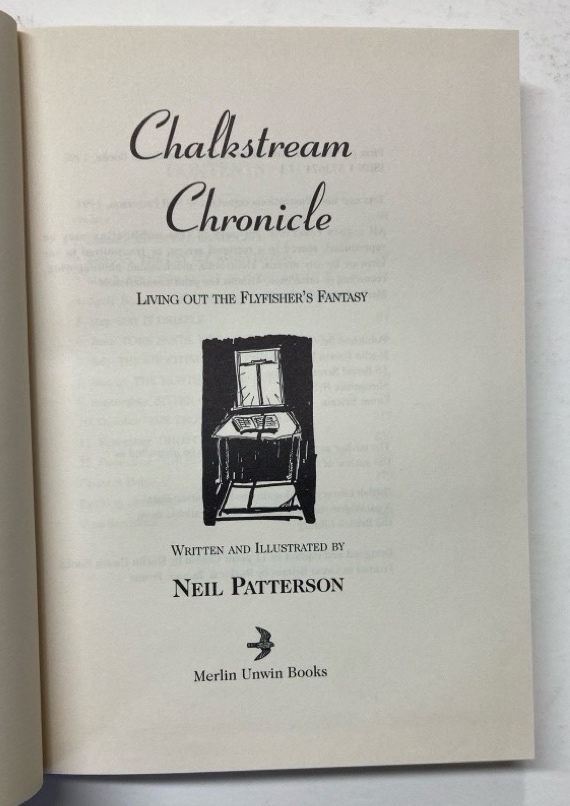 Chalkstream
Chronicle
LIVING OUT THE FLYFISHER'S FANTASY
WRITTEN AND ILLUSTRATED BY
NEIL PATTERSON
Merlin Unwin Books